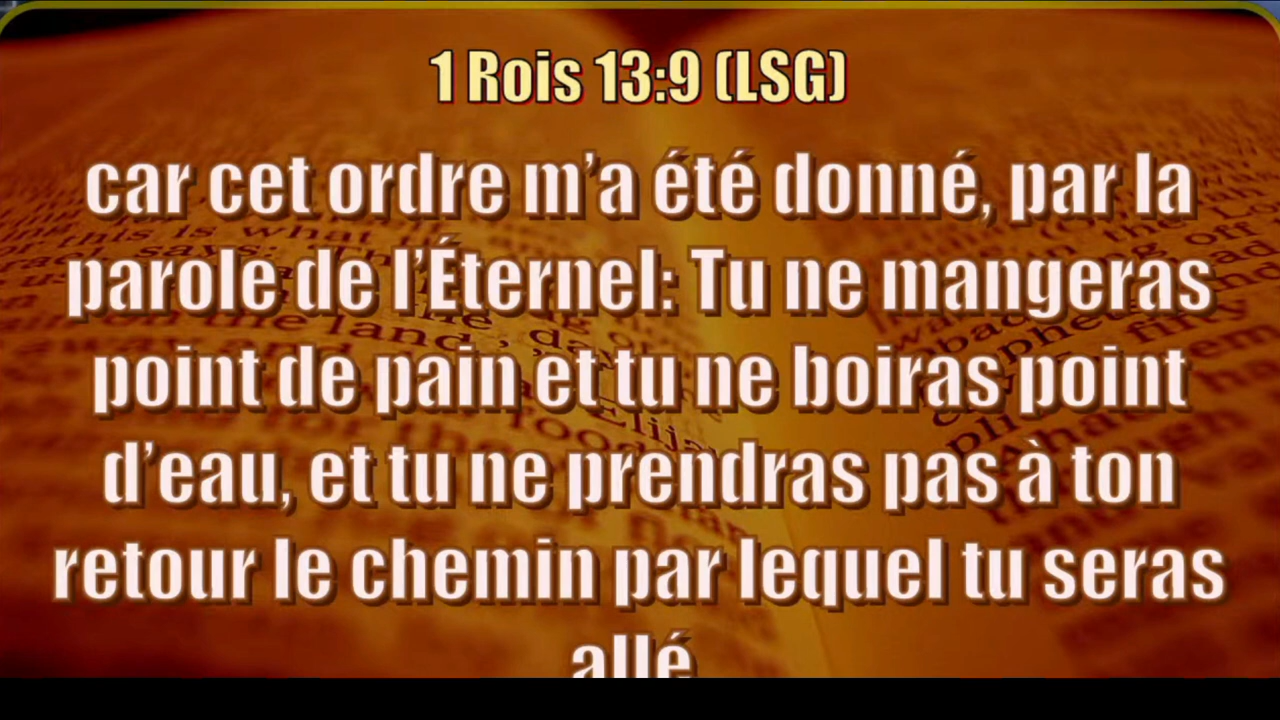 1 Rois 13:9 (LSG)
car cet ordre m’a été donné, par la
parole de l’Éternel: Tu ne mangeras
point de pain et tu ne boiras point
d’eau, et tu ne prendras pas à ton
retour le chemin par lequel tu seras
allé